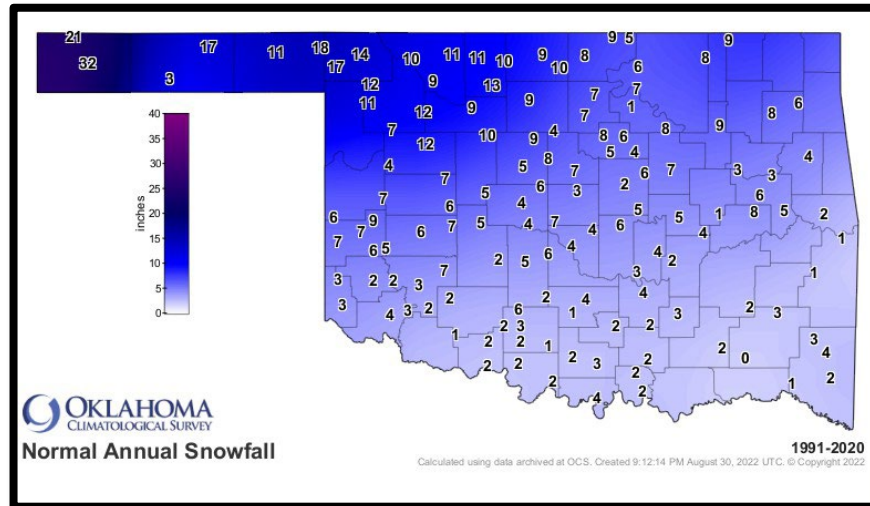 21 9 5 9
17 11 18 14 10 11 11 10 9 8 8
32 17 10 6
3 12 9 13 7
11 12 9 9 7 1 6
7 8
7 10 9 4 8 6 8 9
40
12 5 4 4
35
4 5 8 7 6 7 3 3
30
7 6 3 2
7 5 6
25
6 4 5 1 8 5 2
inches
20
6 9 7 5 4 7 4 6 5
7 6 4
15
7 6 5 4 4 1
10
2 5 6 2
7 3 1
5
3 2 2 3
2 2 4 4
0
3 3 2 6 1 3 2 3
4
2 3 2 2
1 2 2 1 3
2 3 2 2 0 4
2 2 2
2 1 2
4 2
OKLAHOMA
CLIMATOLOGICAL SURVEY
Normal Annual Snowfall
1991-2020
Calculated using data archived at OCS. Created 9:12:14 PM August 30, 2022 UTC. © Copyright 2022